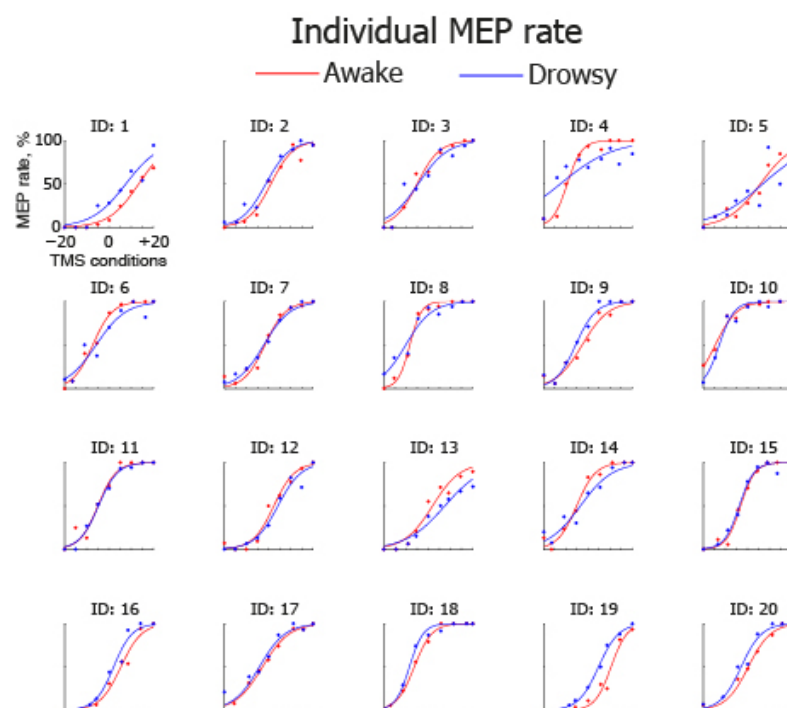 Individual MEP rate
Awake Drowsy
ID: 1 ID: 2 ID: 3 ID: 4 ID: 5
MEP rate, %
100
50
0
−20 0 +20
TMS conditions
ID: 6 ID: 7 ID: 8 ID: 9 ID: 10
ID: 11 ID: 12 ID: 13 ID: 14 ID: 15
ID: 16 ID: 17 ID: 18 ID: 19 ID: 20